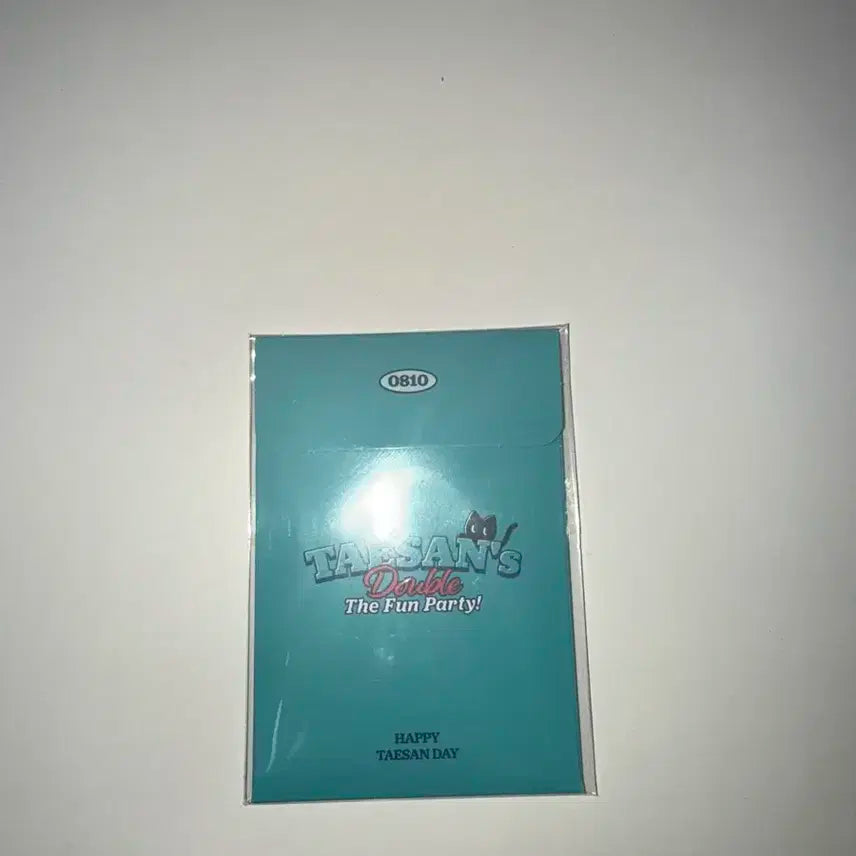 0810
TAESAN's
Double
The Fun Party!
HAPPY
TAESAN DAY